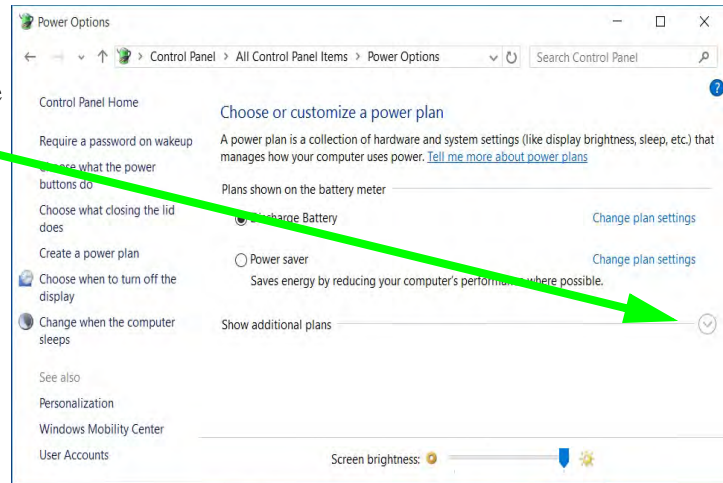 Power Options
Control Panel > All Control Panel Items > Power Options
Search Control Panel
?
e
Control Panel Home
Require a password on wakeup
Choose what the power
buttons do
Choose what closing the lid
does
Create a power plan
Choose when to turn off the
display
Change when the computer
sleeps
See also
Personalization
Windows Mobility Center
User Accounts
Choose or customize a power plan
A power plan is a collection of hardware and system settings (like display brightness, sleep, etc.) that
manages how your computer uses power. Tell me more about power plans
Plans shown on the battery meter
Discharge Battery
Change plan settings
Power saver
Change plan settings
Saves energy by reducing your computer's performance where possible.
Show additional plans
Screen brightness: